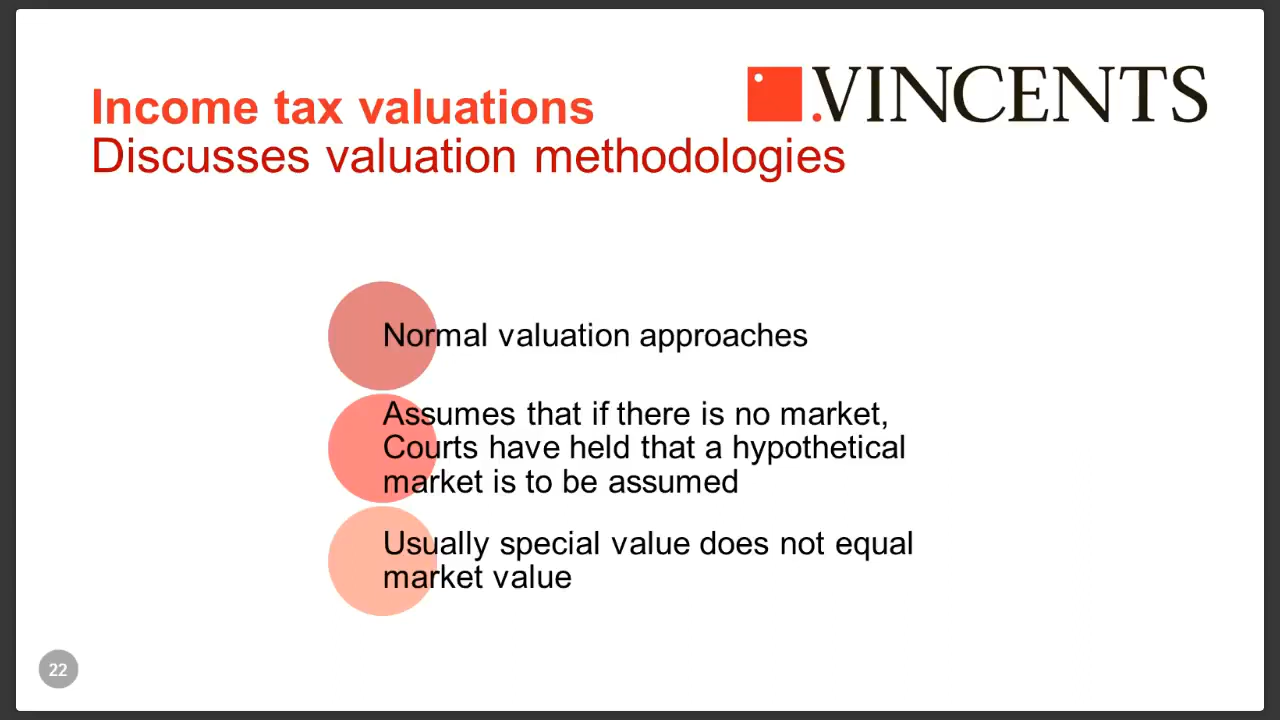 Income tax valuations
Discusses valuation methodologies
.VINCENTS
Normal valuation approaches
Assumes that if there is no market,
Courts have held that a hypothetical
market is to be assumed
Usually special value does not equal
market value
22